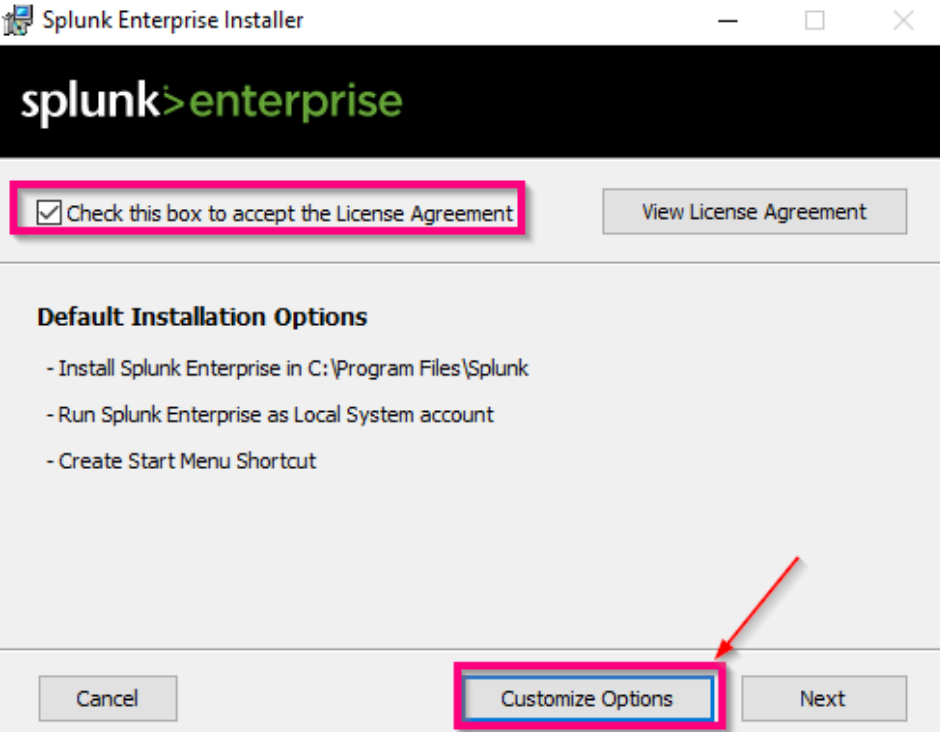 Splunk Enterprise Installer
splunk>enterprise
Check this box to accept the License Agreement
View License Agreement
Default Installation Options
- Install Splunk Enterprise in C:\Program Files\Splunk
- Run Splunk Enterprise as Local System account
- Create Start Menu Shortcut
Cancel
Customize Options
Next